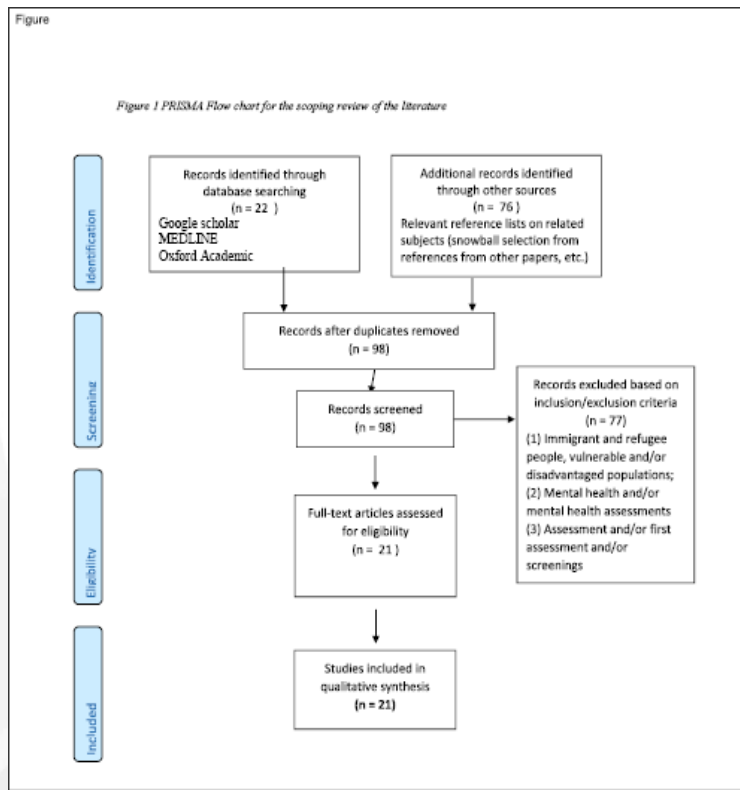 Figure
Figure 1 PRISMA Flow chart for the scoping review of the literature
Identification
Records identified through
database searching
(n = 22 )
Google scholar
MEDLINE
Oxford Academic
Additional records identified
through other sources
(n = 76 )
Relevant reference lists on related
subjects (snowball selection from
references from other papers, etc.)
Screening
Records after duplicates removed
(n = 98)
Records screened
(n = 98)
Records excluded based on
inclusion/exclusion criteria
(n = 77)
(1) Immigrant and refugee
people, vulnerable and/or
disadvantaged populations;
(2) Mental health and/or
mental health assessments
(3) Assessment and/or first
assessment and/or
screenings
Eligibility
Full-text articles assessed
for eligibility
(n = 21 )
Included
Studies included in
qualitative synthesis
(n = 21)